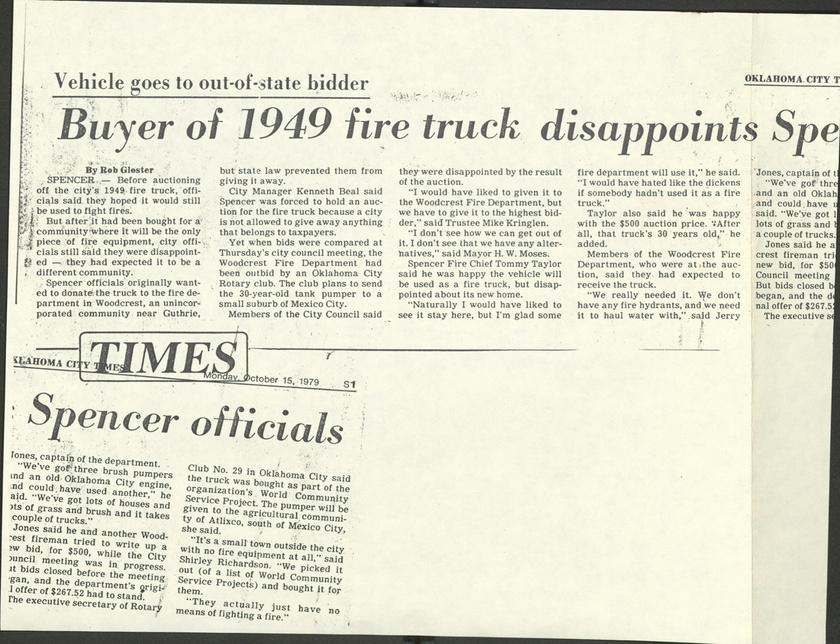 Vehicle goes to out-of-state bidder
OKLAHOMA CITY T
Buyer of 1949 fire truck disappoints Spe
By Rob Gloster
SPENCER — Before auctioning
off the city's 1949 fire truck, offi-
cials said they hoped it would still
be used to fight fires.
But after it had been bought for a
community where it will be the only
piece of fire equipment, city offi-
cials still said they were disappoint-
ed — they had expected it to be a
different community.
Spencer officials originally want-
ed to donate the truck to the fire de-
partment in Woodcrest, an unincor-
porated community near Guthrie,
but state law prevented them from
giving it away.
City Manager Kenneth Beal said
Spencer was forced to hold an auc-
tion for the fire truck because a city
is not allowed to give away anything
that belongs to taxpayers.
Yet when bids were compared at
Thursday's city council meeting, the
Woodcrest Fire Department had
been outbid by an Oklahoma City
Rotary club. The club plans to send
the 30-year-old tank pumper to a
small suburb of Mexico City.
Members of the City Council said
they were disappointed by the result
of the auction.
"I would have liked to given it to
the Woodcrest Fire Department, but
we have to give it to the highest bid-
der," said Trustee Mike Kringlen.
"I don't see how we can get out of
it. I don't see that we have any alter-
natives," said Mayor H. W. Moses.
Spencer Fire Chief Tommy Taylor
said he was happy the vehicle will
be used as a fire truck, but disap-
pointed about its new home.
"Naturally I would have liked to
see it stay here, but I'm glad some
fire department will use it," he said.
"I would have hated like the dickens
if somebody hadn't used it as a fire
truck."
Taylor also said he was happy
with the $500 auction price. "After
all, that truck's 30 years old," he
added.
Members of the Woodcrest Fire
Department, who were at the auc-
tion, said they had expected to
receive the truck.
"We really needed it. We don't
have any fire hydrants, and we need
it to haul water with," said Jerry
Jones, captain of t
"We've got thre
and an old Oklah
and could have u
said. "We've got l
lots of grass and b
a couple of trucks.
Jones said he a
crest fireman tri
new bid, for $50
Council meeting
But bids closed b
began, and the de
nal offer of $267.5
The executive se
KLAHOMA CITY TIMES
TIMES
Monday, October 15, 1979 S1
Spencer officials
Jones, captain of the department.
"We've got three brush pumpers
nd an old Oklahoma City engine,
nd could have used another," he
aid. "We've got lots of houses and
ots of grass and brush and it takes
couple of trucks."
Jones said he and another Wood-
rest fireman tried to write up a
ew bid, for $500, while the City
ouncil meeting was in progress.
ut bids closed before the meeting
gan, and the department's origi-
l offer of $267.52 had to stand.
The executive secretary of Rotary
Club No. 29 in Oklahoma City said
the truck was bought as part of the
organization's World Community
Service Project. The pumper will be
given to the agricultural communi-
ty of Atlixco, south of Mexico City,
she said.
"It's a small town outside the city
with no fire equipment at all," said
Shirley Richardson. "We picked it
out (of a list of World Community
Service Projects) and bought it for
them.
"They actually just have no
means of fighting a fire."